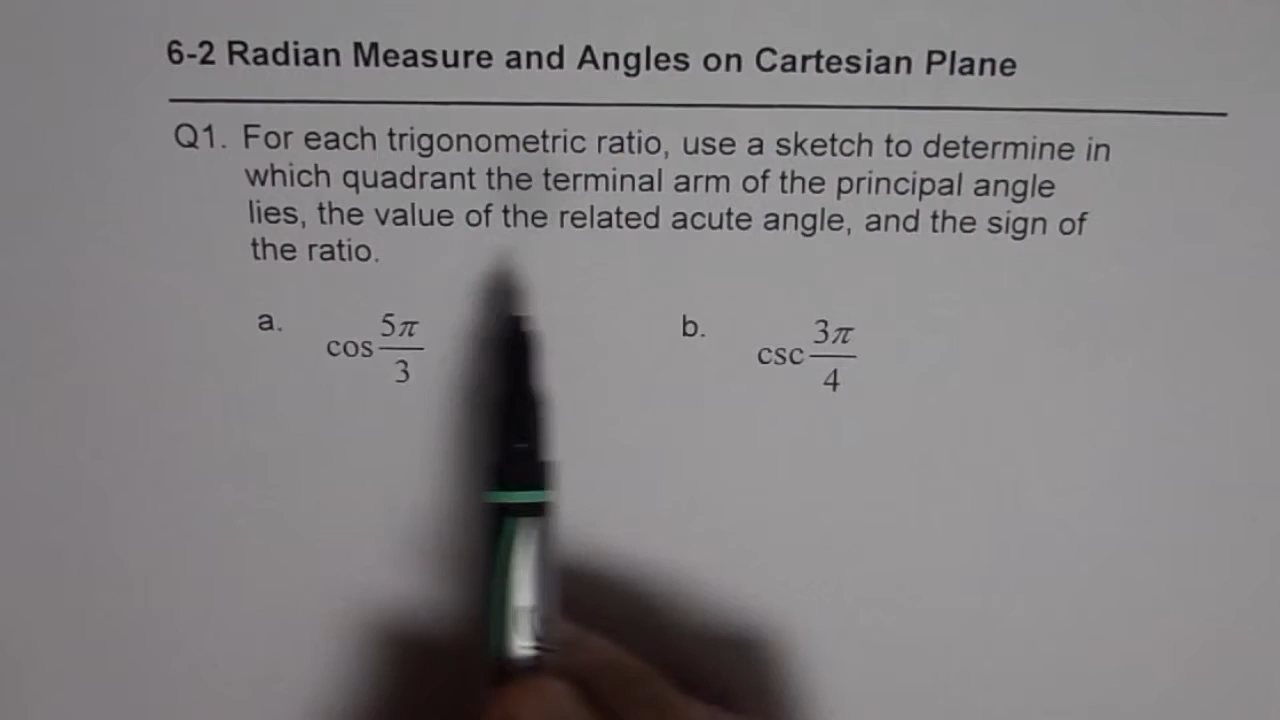 6-2 Radian Measure and Angles on Cartesian Plane
Q1. For each trigonometric ratio, use a sketch to determine in
which quadrant the terminal arm of the principal angle
lies, the value of the related acute angle, and the sign of
the ratio.
a. cos 5π/3
b. csc 3π/4